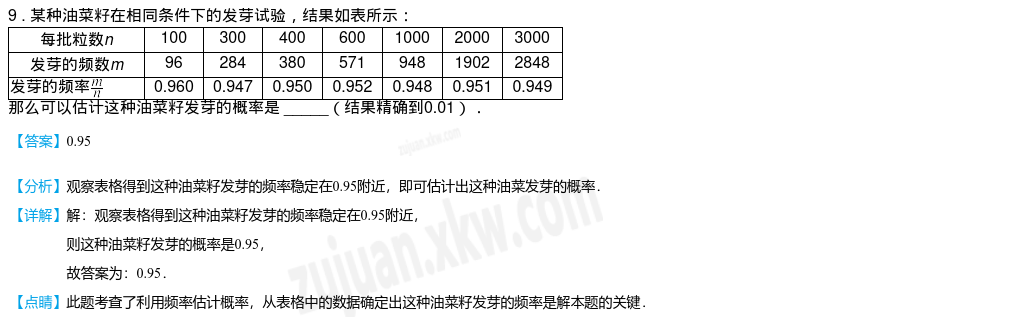 9．某种油菜籽在相同条件下的发芽试验，结果如表所示：
每批粒数n 100 300 400 600 1000 2000 3000
发芽的频数m 96 284 380 571 948 1902 2848
发芽的频率m/n 0.960 0.947 0.950 0.952 0.948 0.951 0.949
那么可以估计这种油菜籽发芽的概率是 ______（结果精确到0.01）．
zujuan.xkw.com
【答案】0.95
【分析】观察表格得到这种油菜籽发芽的频率稳定在0.95附近，即可估计出这种油菜发芽的概率．
【详解】解：观察表格得到这种油菜籽发芽的频率稳定在0.95附近，
则这种油菜籽发芽的概率是0.95，
故答案为：0.95．
zujuan.xkw.com
【点睛】此题考查了利用频率估计概率，从表格中的数据确定出这种油菜籽发芽的频率是解本题的关键．